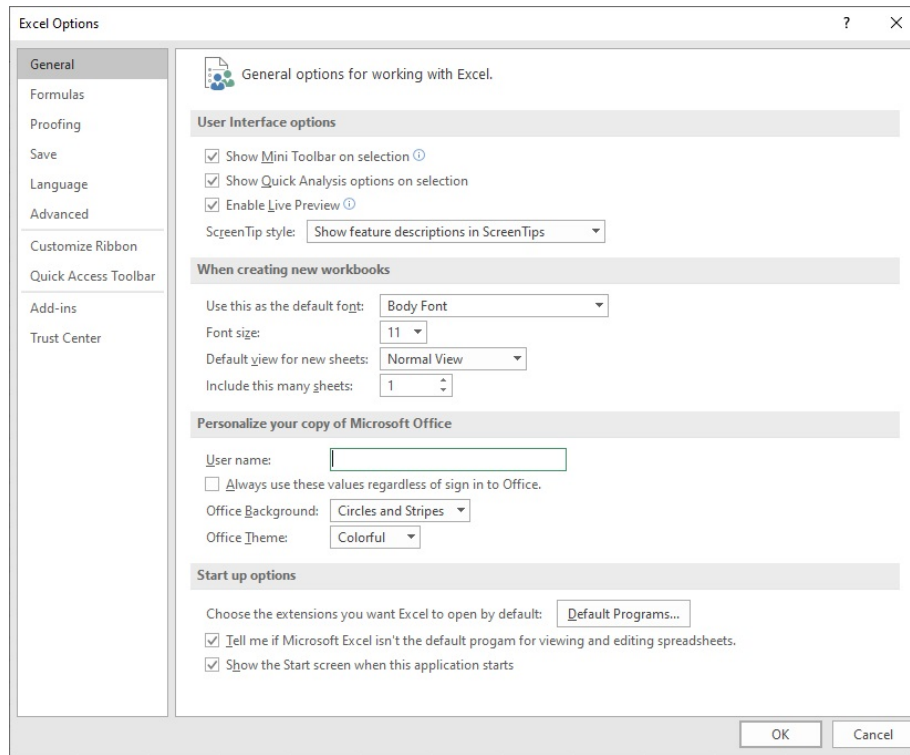 Excel Options
?
General
Formulas
Proofing
Save
Language
Advanced
Customize Ribbon
Quick Access Toolbar
Add-ins
Trust Center
General options for working with Excel.
User Interface options
Show Mini Toolbar on selection
Show Quick Analysis options on selection
Enable Live Preview
ScreenTip style: Show feature descriptions in ScreenTips
When creating new workbooks
Use this as the default font: Body Font
Font size: 11
Default view for new sheets: Normal View
Include this many sheets: 1
Personalize your copy of Microsoft Office
User name:
Always use these values regardless of sign in to Office.
Office Background: Circles and Stripes
Office Theme: Colorful
Start up options
Choose the extensions you want Excel to open by default: Default Programs...
Tell me if Microsoft Excel isn't the default progam for viewing and editing spreadsheets.
Show the Start screen when this application starts
OK Cancel